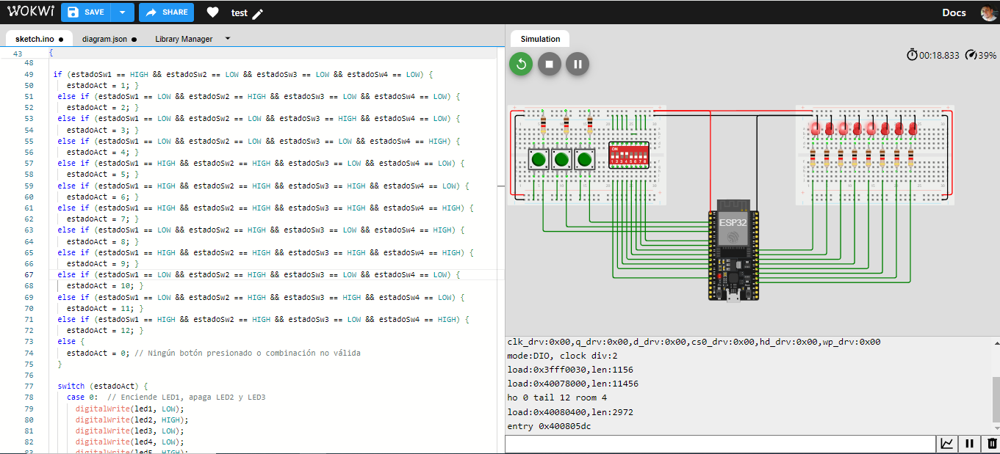 WOKWI SAVE SHARE test Docs
sketch.ino ● diagram.json ● Library Manager
Simulation
00:18.833 39%
43 {
48
49 if (estadoSw1 == HIGH && estadoSw2 == LOW && estadoSw3 == LOW && estadoSw4 == LOW) {
50 estadoAct = 1; }
51 else if (estadoSw1 == LOW && estadoSw2 == HIGH && estadoSw3 == LOW && estadoSw4 == LOW) {
52 estadoAct = 2; }
53 else if (estadoSw1 == LOW && estadoSw2 == LOW && estadoSw3 == HIGH && estadoSw4 == LOW) {
54 estadoAct = 3; }
55 else if (estadoSw1 == LOW && estadoSw2 == LOW && estadoSw3 == LOW && estadoSw4 == HIGH) {
56 estadoAct = 4; }
57 else if (estadoSw1 == HIGH && estadoSw2 == HIGH && estadoSw3 == LOW && estadoSw4 == LOW) {
58 estadoAct = 5; }
59 else if (estadoSw1 == HIGH && estadoSw2 == HIGH && estadoSw3 == HIGH && estadoSw4 == LOW) {
60 estadoAct = 6; }
61 else if (estadoSw1 == HIGH && estadoSw2 == HIGH && estadoSw3 == HIGH && estadoSw4 == HIGH) {
62 estadoAct = 7; }
63 else if (estadoSw1 == LOW && estadoSw2 == HIGH && estadoSw3 == LOW && estadoSw4 == HIGH) {
64 estadoAct = 8; }
65 else if (estadoSw1 == LOW && estadoSw2 == HIGH && estadoSw3 == HIGH && estadoSw4 == HIGH) {
66 estadoAct = 9; }
67 else if (estadoSw1 == LOW && estadoSw2 == HIGH && estadoSw3 == LOW && estadoSw4 == LOW) {
68 estadoAct = 10; }
69 else if (estadoSw1 == LOW && estadoSw2 == HIGH && estadoSw3 == HIGH && estadoSw4 == LOW) {
70 estadoAct = 11; }
71 else if (estadoSw1 == HIGH && estadoSw2 == HIGH && estadoSw3 == LOW && estadoSw4 == HIGH) {
72 estadoAct = 12; }
73 else {
74 estadoAct = 0; // Ningún botón presionado o combinación no válida
75 }
76
77 switch (estadoAct) {
78 case 0: // Enciende LED1, apaga LED2 y LED3
79 digitalWrite(led1, LOW);
80 digitalWrite(led2, HIGH);
81 digitalWrite(led3, LOW);
82 digitalWrite(led4, LOW);
83 digitalWrite(led5, HIGH);
ON
1 2 3 4 5 6 7 8
ESP32
clk_drv:0x00,q_drv:0x00,d_drv:0x00,cs0_drv:0x00,hd_drv:0x00,wp_drv:0x00
mode:DIO, clock div:2
load:0x3fff0030,len:1156
load:0x40078000,len:11456
ho 0 tail 12 room 4
load:0x40080400,len:2972
entry 0x400805dc